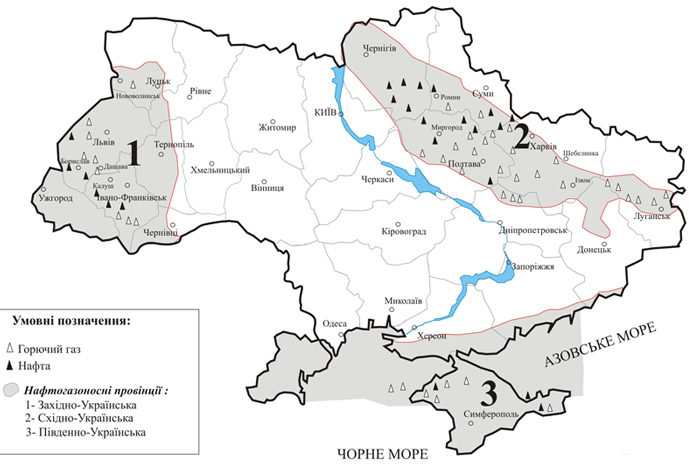 Чернігів
Ромни
Суми
Луцьк
Нововолинськ
Рівне
КИЇВ
Житомир
Миргород
2
Харків
Шебелинка
Львів
1
Тернопіль
Борислав
Дашава
Хмельницький
Полтава
Калуш
Черкаси
Вінниця
Ізюм
Ужгород
Івано-Франківськ
Луганськ
Чернівці
Кіровоград
Дніпропетровськ
Донецьк
Запоріжжя
Миколаїв
Умовні позначення:
Одеса
Херсон
АЗОВСЬКЕ МОРЕ
Горючий газ
Нафта
Нафтогазоносні провінції :
1- Західно-Українська
2- Східно-Українська
3- Південно-Українська
3
Симферополь
ЧОРНЕ МОРЕ